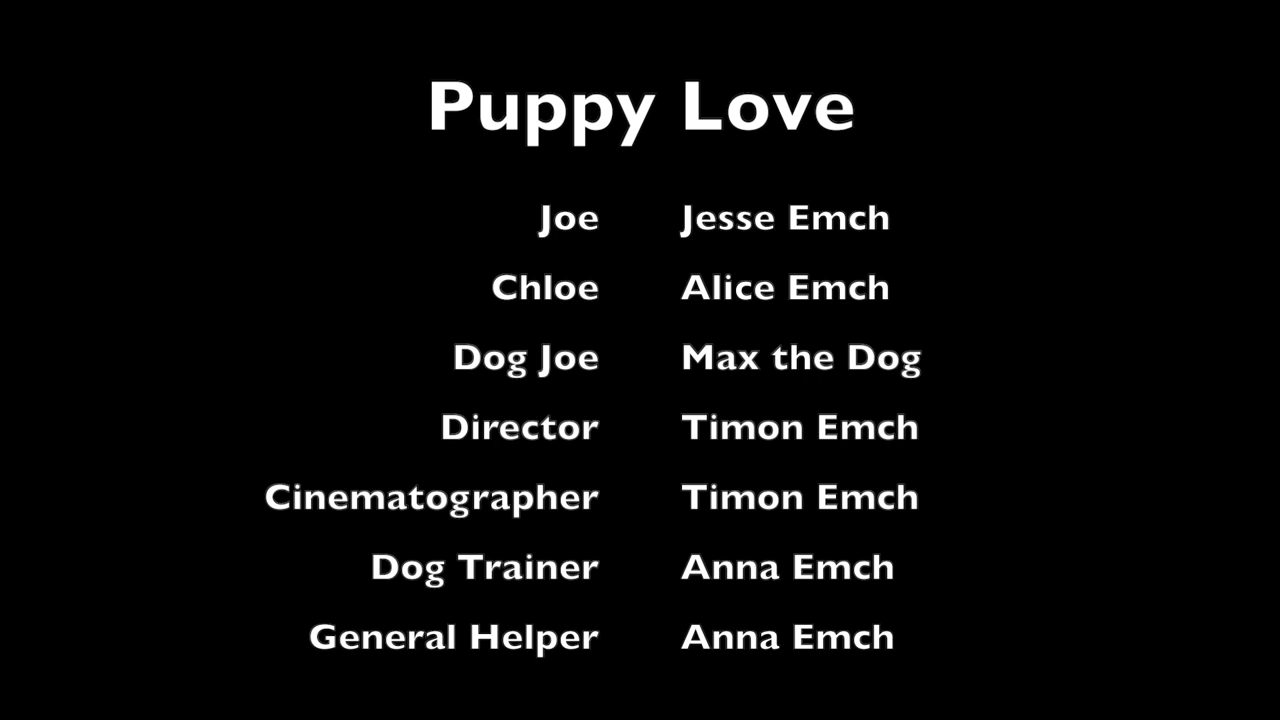 Puppy Love
Joe Jesse Emch
Chloe Alice Emch
Dog Joe Max the Dog
Director Timon Emch
Cinematographer Timon Emch
Dog Trainer Anna Emch
General Helper Anna Emch